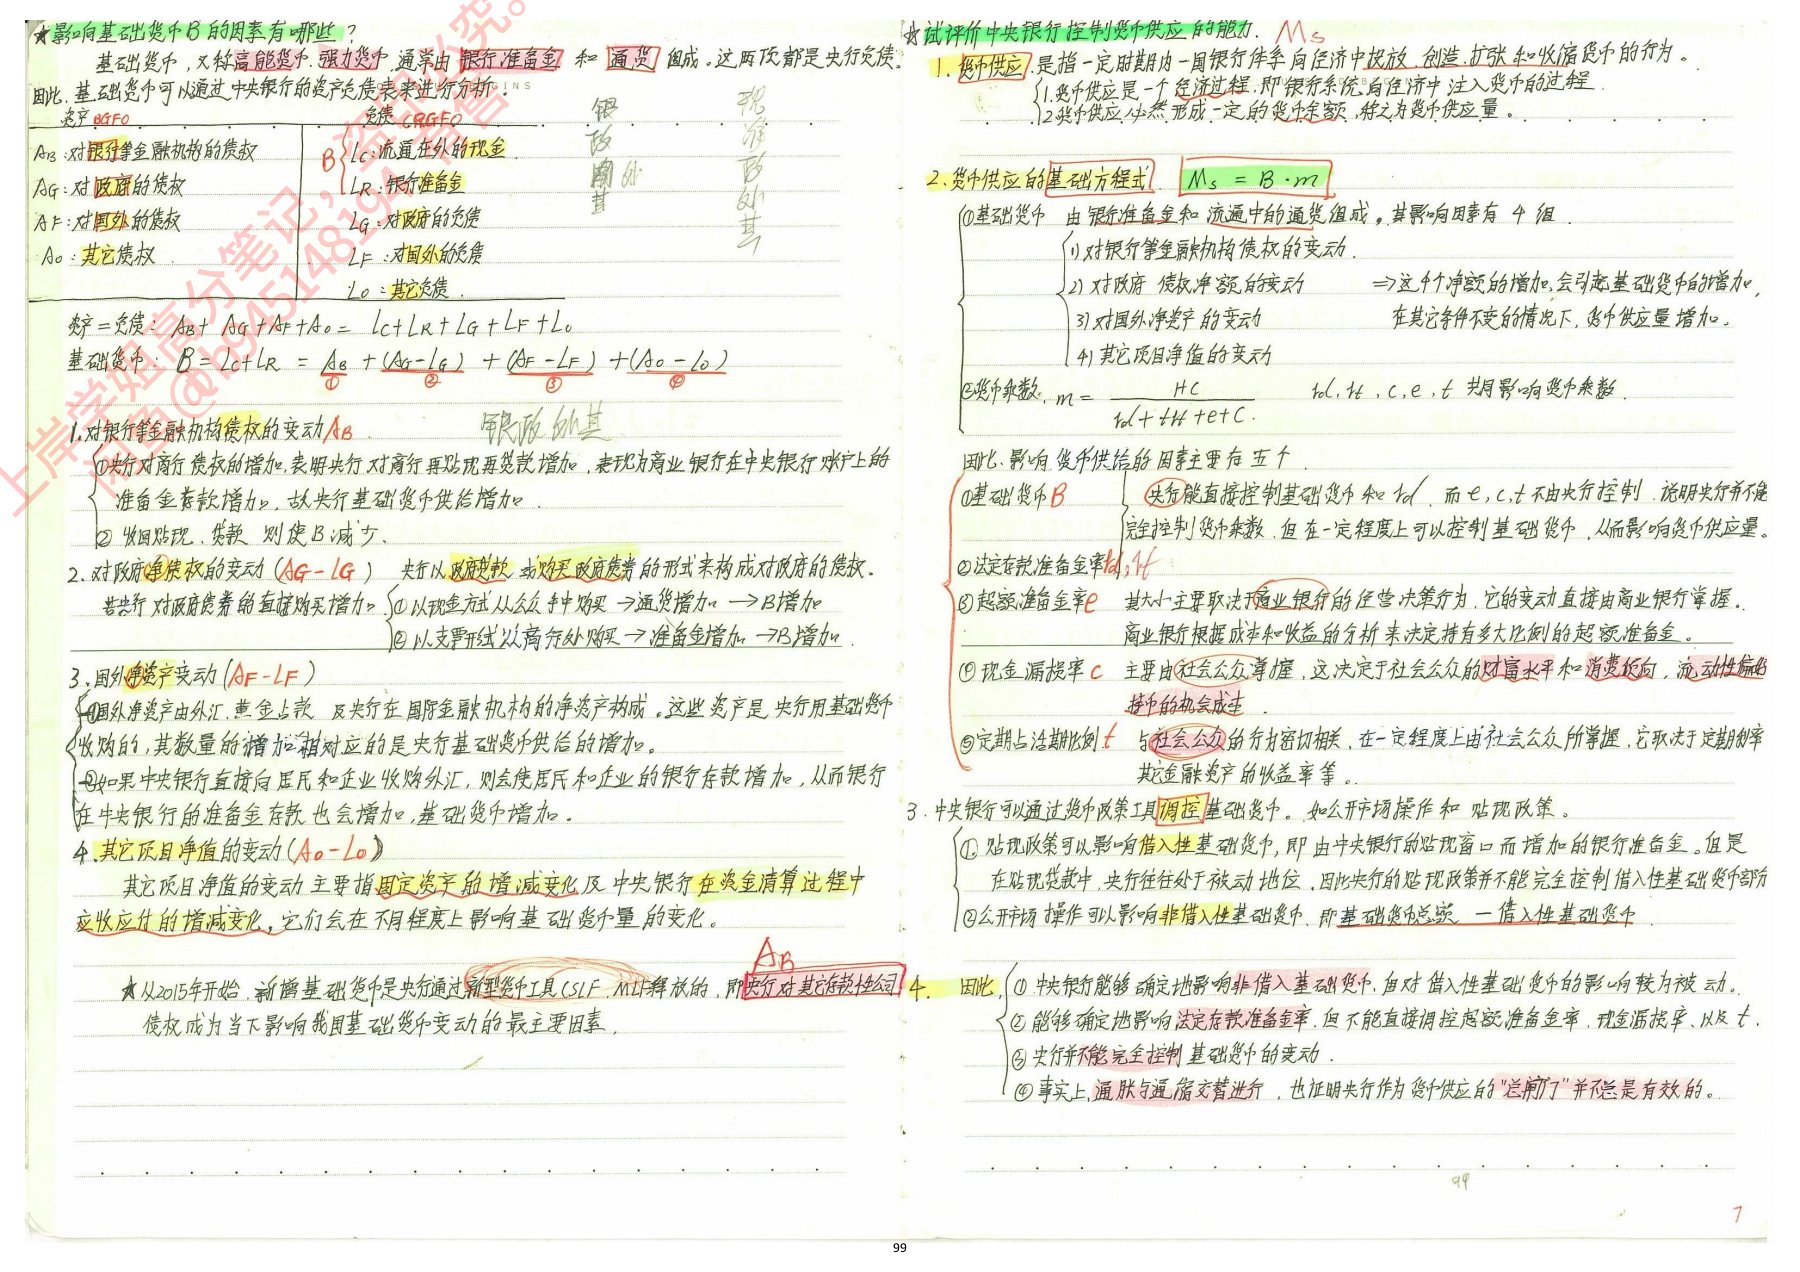 ★影响基础货币B的因素有哪些?
基础货币,又称高能货币、强力货币,通常由 银行准备金 和 通货 组成。这两项都是央行负债。
因此,基础货币可以通过中央银行的资产负债表来进行分析。
资产 BGFO 负债 CRGFO
AB:对银行等金融机构的债权 B LC:流通在外的现金
AG:对政府的债权 LR:银行准备金
AF:对国外的债权 LG:对政府的负债
AO:其它债权 LF:对国外的负债
LO:其它负债.
银
政
国 外
其
现
准
政
外
其
资产=负债: AB+AG+AF+AO= LC+LR+LG+LF+LO
基础货币: B=LC+LR = AB +(AG-LG) +(AF-LF) +(AO-LO)
① ② ③ ④
1.对银行等金融机构债权的变动AB 银政外其
①央行对商行债权的增加,表明央行对商行再贴现再贷款增加,表现为商业银行在中央银行账户上的
准备金存款增加,故央行基础货币供给增加.
② 收回贴现、贷款 则使B减少.
2.对政府净债权的变动(AG-LG) 央行以政府贷款 或购买政府债券的形式来构成对政府的债权.
若央行对政府债券的直接购买增加 ①以现金方式从公众手中购买→通货增加→B增加
②以支票形式从商行处购买→准备金增加→B增加.
3.国外净资产变动(AF-LF)
①国外净资产由外汇、黄金占款 及央行在国际金融机构的净资产构成。这些资产是央行用基础货币
收购的,其数量的增加相对应的是央行基础货币供给的增加。
②如果中央银行直接向居民和企业收购外汇,则会使居民和企业的银行存款增加,从而银行
在中央银行的准备金存款也会增加,基础货币增加。
4.其它项目净值的变动(AO-LO)
其它项目净值的变动主要指固定资产的增减变化及中央银行在资金清算过程中
应收应付的增减变化,它们会在不同程度上影响基础货币量的变化。
AB
★从2015年开始,新增基础货币是央行通过新型货币工具(SLF、MLF释放的,即央行对其它存款性公司
债权成为当下影响我国基础货币变动的最主要因素.
★试评价中央银行控制货币供应的能力. Ms
1.货币供应 是指一定时期内一国银行体系向经济中投放、创造、扩张和收缩货币的行为。
1.货币供应是一个经济过程,即银行系统向经济中注入货币的过程
2.货币供应必然形成一定的货币余额,称之为货币供应量。
2.货币供应的基础方程式 Ms=B·m
①基础货币 由银行准备金和流通中的通货组成。其影响因素有4组.
1)对银行等金融机构债权的变动.
2)对政府 债权净额的变动 ⇒这4个净额的增加,会引起基础货币的增加,
3)对国外净资产的变动 在其它条件不变的情况下,货币供应量增加。
4)其它项目净值的变动
②货币乘数. m= HC / rd+t·rt+e+c. rd,rt,c,e,t 共同影响货币乘数.
因此,影响货币供给的因素主要有五个.
①基础货币B 央行能直接控制基础货币和rd,而e,c,t不由央行控制,说明央行并不能
完全控制货币乘数,但在一定程度上可以控制基础货币,从而影响货币供应量。
②法定存款准备金率rd,rt
③超额准备金率e 其大小主要取决于商业银行的经营决策行为,它的变动直接由商业银行掌握。
商业银行根据成本和收益的分析来决定持有多大比例的超额准备金。
④现金漏损率c 主要由社会公众掌握,这决定于社会公众的财富水平和消费倾向,流动性偏好
持币的机会成本.
⑤定期占活期比例t 与社会公众的行为密切相关,在一定程度上由社会公众所掌握,它取决于定期利率
其它金融资产的收益率等。
3.中央银行可以通过货币政策工具调控基础货币。如公开市场操作和 贴现政策。
①.贴现政策可以影响借入性基础货币,即由中央银行的贴现窗口而增加的银行准备金。但是
在贴现贷款中,央行往往处于被动地位,因此央行的贴现政策并不能完全控制借入性基础货币部分
②公开市场操作可以影响非借入性基础货币,即基础货币总额-借入性基础货币
4. 因此, ①中央银行能够确定地影响非借入基础货币,但对借入性基础货币的影响较为被动。
②能够确定地影响法定存款准备金率,但不能直接调控超额准备金率、现金漏损率、以及t.
③央行并不能完全控制基础货币的变动.
④事实上,通胀与通缩交替进行,也证明央行作为货币供应的“总闸门”并不总是有效的。
99
7
99
上岸学姐高分笔记,
闲鱼@bg94514819